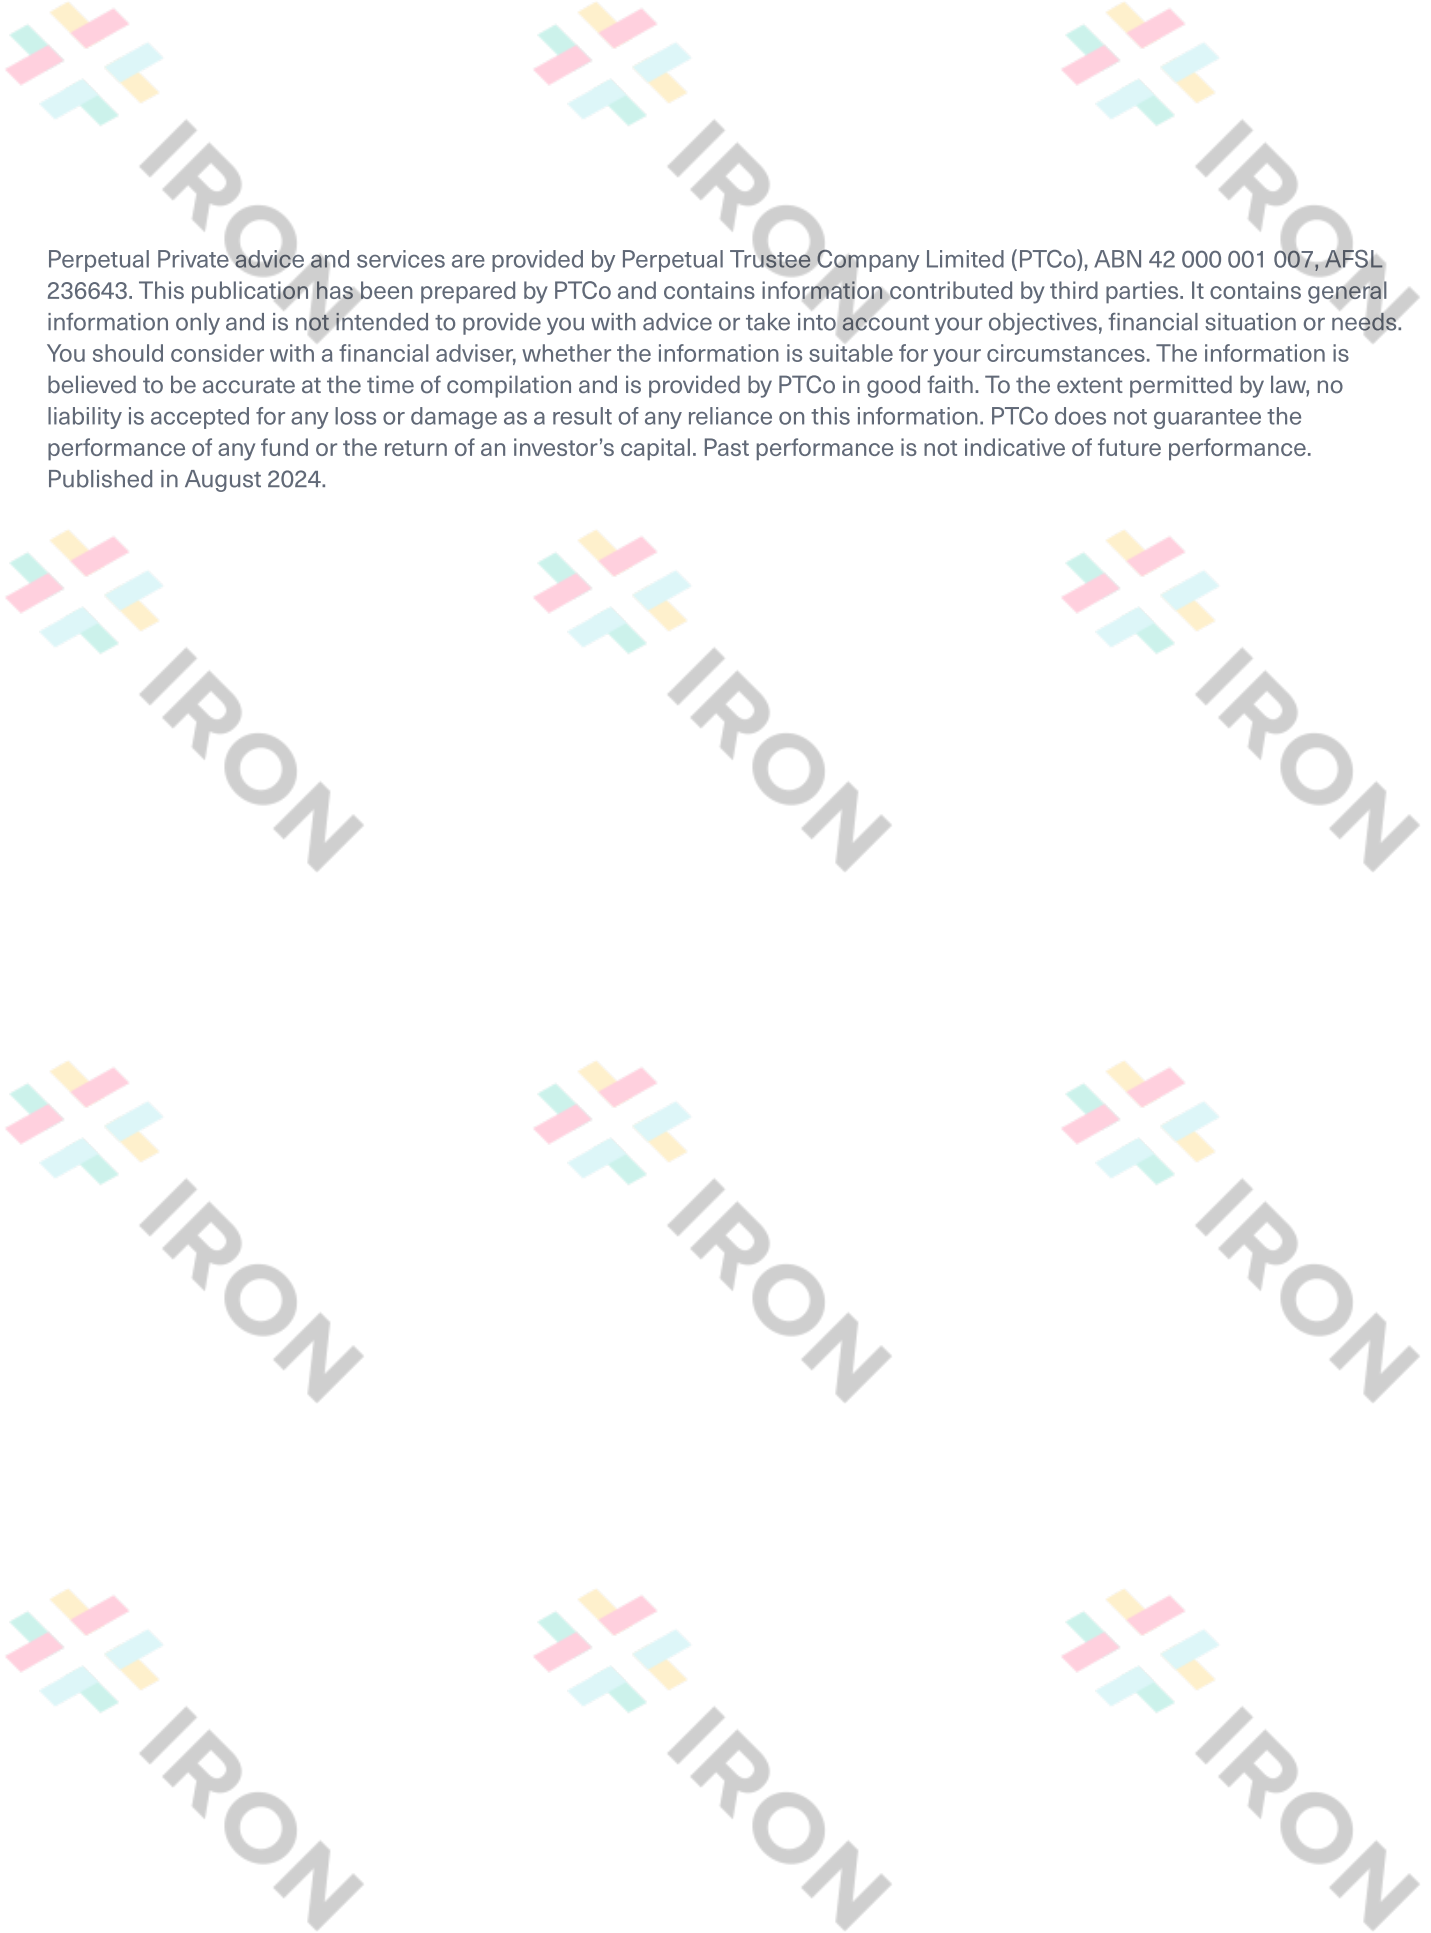 IRON IRON IRON
Perpetual Private advice and services are provided by Perpetual Trustee Company Limited (PTCo), ABN 42 000 001 007, AFSL
236643. This publication has been prepared by PTCo and contains information contributed by third parties. It contains general
information only and is not intended to provide you with advice or take into account your objectives, financial situation or needs.
You should consider with a financial adviser, whether the information is suitable for your circumstances. The information is
believed to be accurate at the time of compilation and is provided by PTCo in good faith. To the extent permitted by law, no
liability is accepted for any loss or damage as a result of any reliance on this information. PTCo does not guarantee the
performance of any fund or the return of an investor’s capital. Past performance is not indicative of future performance.
Published in August 2024.
IRON IRON IRON
IRON IRON IRON
IRON IRON IRON